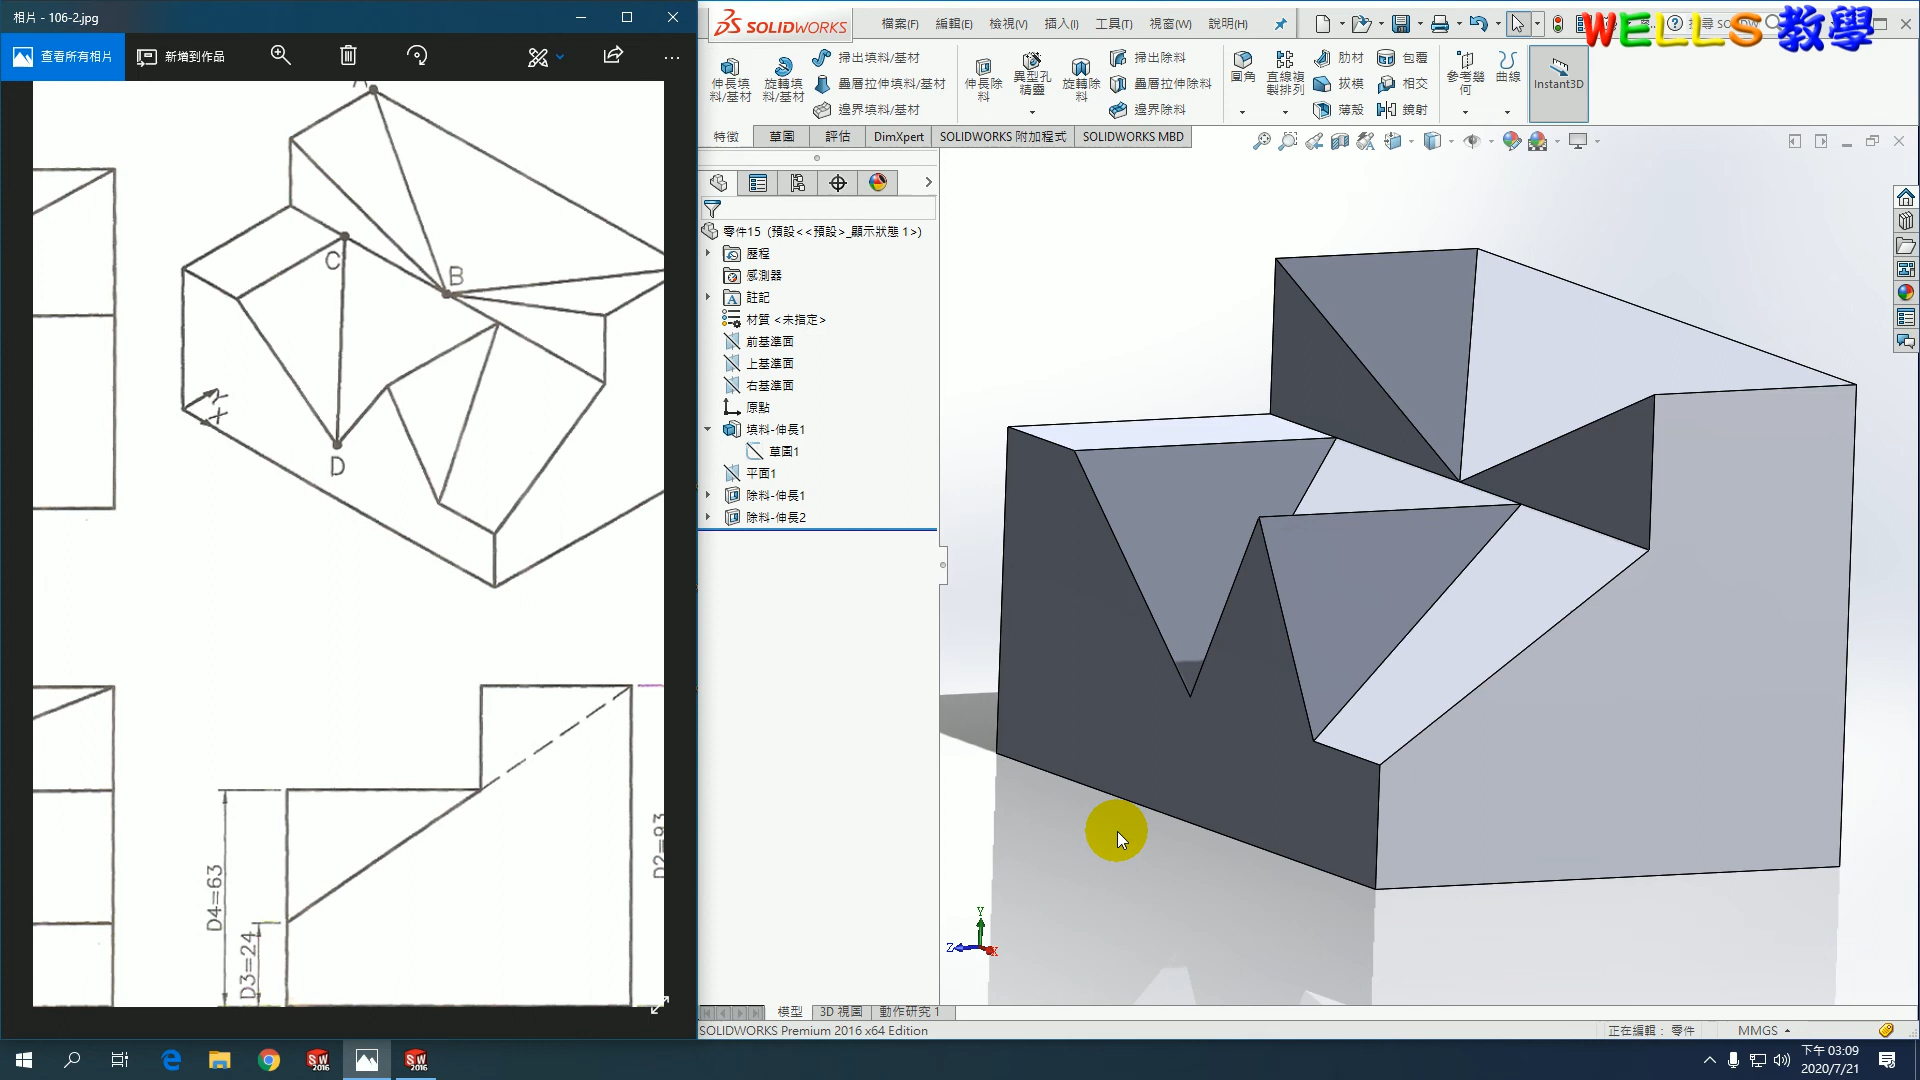 相片 - 106-2.jpg
查看所有相片
新增到作品
C
B
D
D4=63
D3=24
D2=93
SOLIDWORKS
檔案(F)
編輯(E)
檢視(V)
插入(I)
工具(T)
視窗(W)
說明(H)
WELLS 教學
伸長填料/基材
旋轉填料/基材
掃出填料/基材
疊層拉伸填料/基材
邊界填料/基材
伸長除料
異型孔精靈
旋轉除料
掃出除料
疊層拉伸除料
邊界除料
圓角
直線複製排列
肋材
拔模
薄殼
包覆
相交
鏡射
參考幾何
曲線
Instant3D
特徵
草圖
評估
DimXpert
SOLIDWORKS 附加程式
SOLIDWORKS MBD
零件15 (預設<<預設>_顯示狀態 1>)
歷程
感測器
註記
材質 <未指定>
前基準面
上基準面
右基準面
原點
填料-伸長1
草圖1
平面1
除料-伸長1
除料-伸長2
Y
Z
X
模型
3D 視圖
動作研究 1
SOLIDWORKS Premium 2016 x64 Edition
正在編輯： 零件
MMGS
下午 03:09
2020/7/21